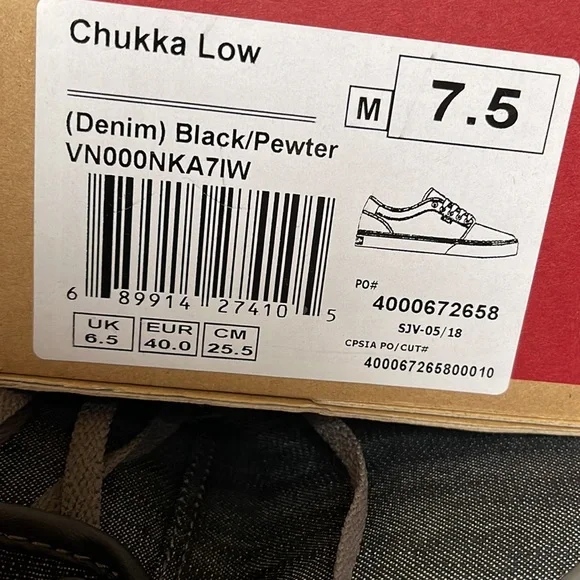 Chukka Low
M
7.5
(Denim) Black/Pewter
VN000NKA7IW
6 89914 27410 5
UK
6.5
EUR
40.0
CM
25.5
PO#
4000672658
SJV-05/18
CPSIA PO/CUT#
400067265800010